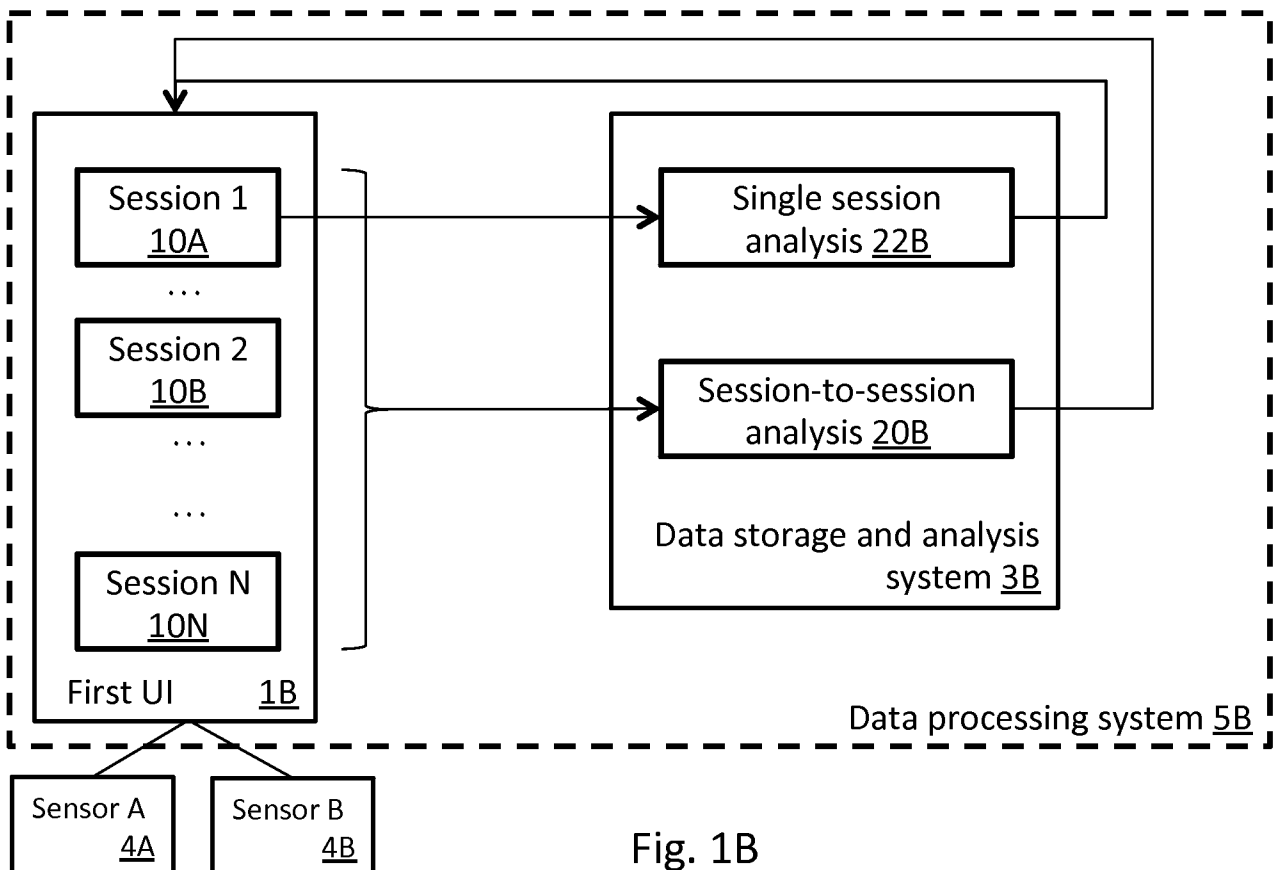 Session 1
10A
...
Session 2
10B
...
...
Session N
10N
First UI 1B
Single session
analysis 22B
Session-to-session
analysis 20B
Data storage and analysis
system 3B
Data processing system 5B
Sensor A
4A
Sensor B
4B
Fig. 1B